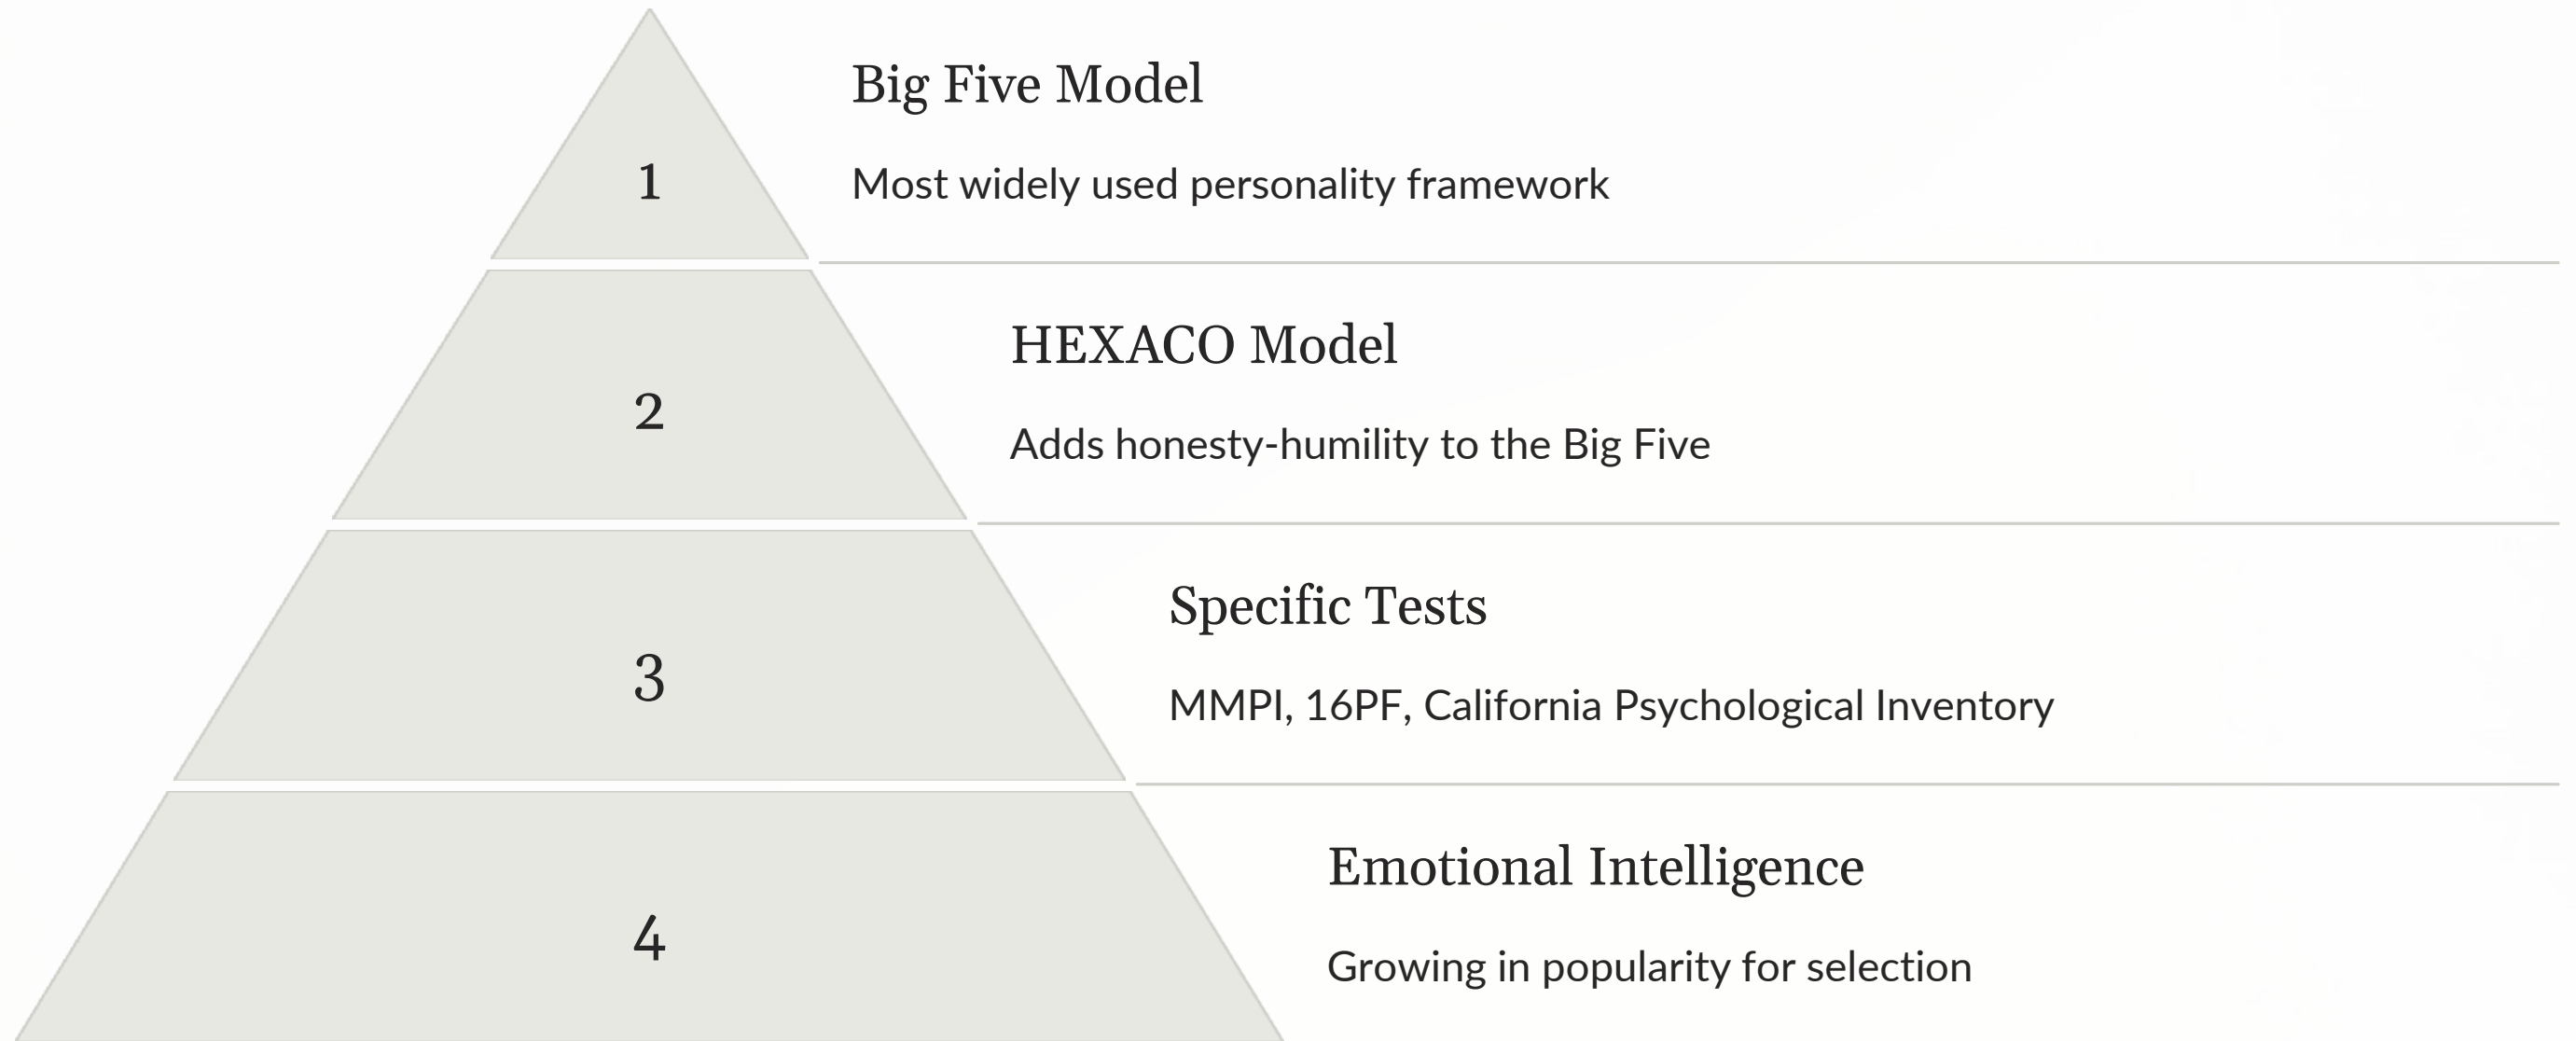 Big Five Model
1
Most widely used personality framework
HEXACO Model
2
Adds honesty-humility to the Big Five
Specific Tests
3
MMPI, 16PF, California Psychological Inventory
Emotional Intelligence
4
Growing in popularity for selection